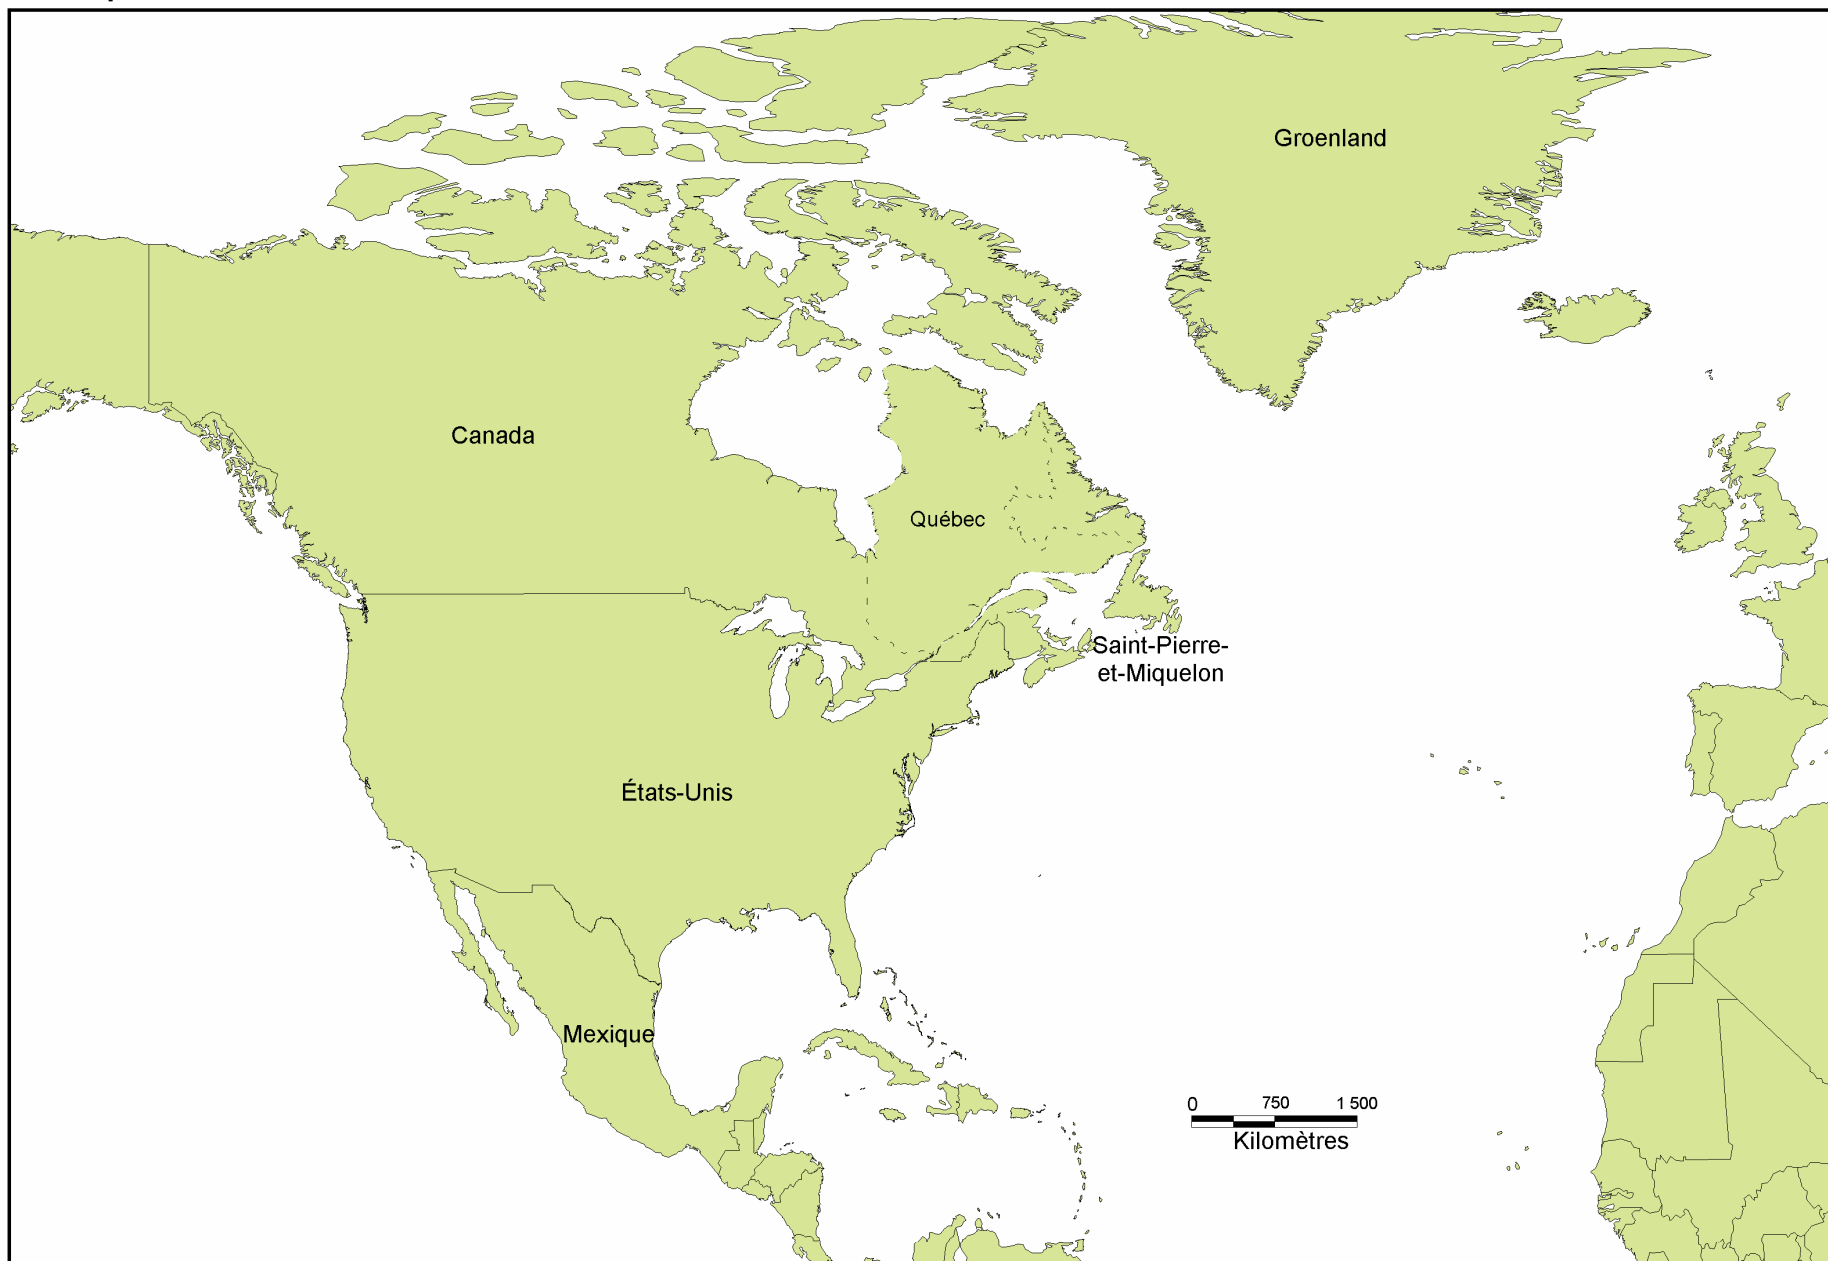 Groenland
Canada
Québec
Saint-Pierre-
et-Miquelon
États-Unis
Mexique
0 750 1 500
Kilomètres